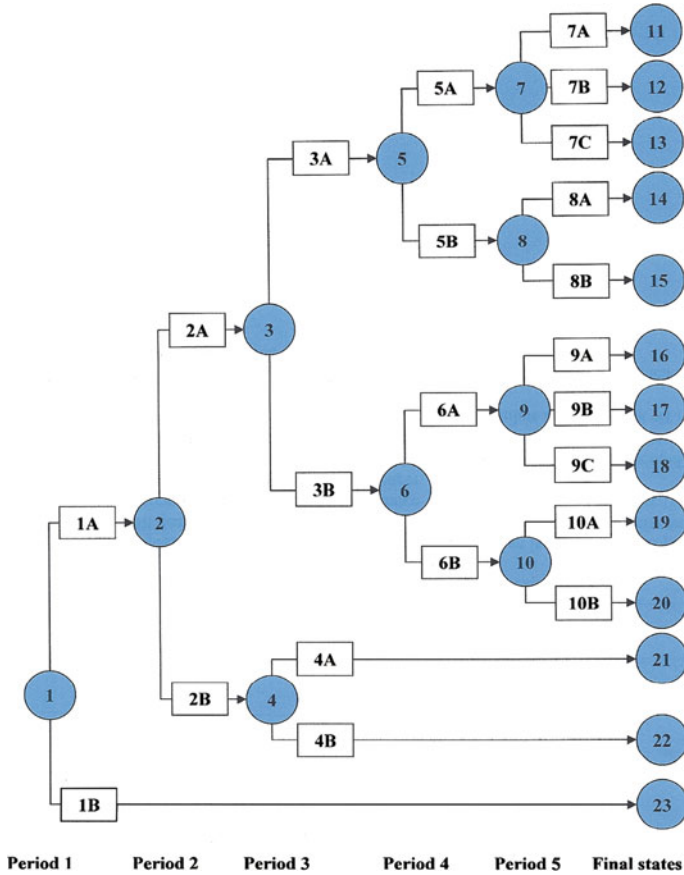 7A 11
5A 7 7B 12
7C 13
3A 5
8A 14
5B 8
8B 15
2A 3
9A 16
6A 9 9B 17
9C 18
3B 6
1A 2
10A 19
6B 10
10B 20
4A 21
1 2B 4
4B 22
1B 23
Period 1 Period 2 Period 3 Period 4 Period 5 Final states